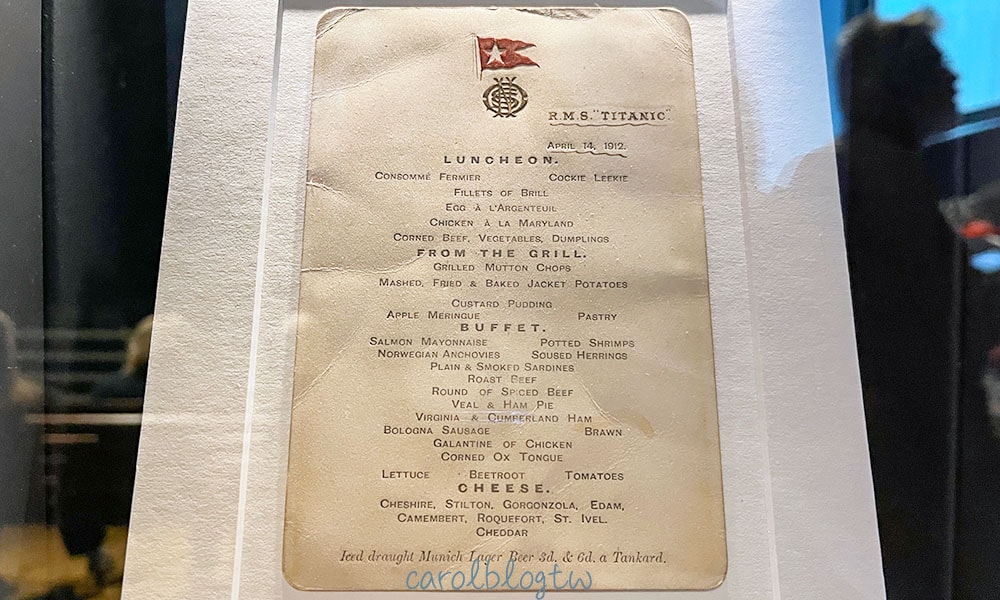 R.M.S. "TITANIC".
APRIL 14, 1912.
LUNCHEON.
CONSOMMÉ FERMIER COCKIE LEEKIE
FILLETS OF BRILL
EGG À L'ARGENTEUIL
CHICKEN À LA MARYLAND
CORNED BEEF, VEGETABLES, DUMPLINGS
FROM THE GRILL.
GRILLED MUTTON CHOPS
MASHED, FRIED & BAKED JACKET POTATOES
CUSTARD PUDDING
APPLE MERINGUE PASTRY
BUFFET.
SALMON MAYONNAISE POTTED SHRIMPS
NORWEGIAN ANCHOVIES SOUSED HERRINGS
PLAIN & SMOKED SARDINES
ROAST BEEF
ROUND OF SPICED BEEF
VEAL & HAM PIE
VIRGINIA & CUMBERLAND HAM
BOLOGNA SAUSAGE BRAWN
GALANTINE OF CHICKEN
CORNED OX TONGUE
LETTUCE BEETROOT TOMATOES
CHEESE.
CHESHIRE, STILTON, GORGONZOLA, EDAM,
CAMEMBERT, ROQUEFORT, ST. IVEL.
CHEDDAR
Iced draught Munich Lager Beer 3d. & 6d. a Tankard.
carolblogtw